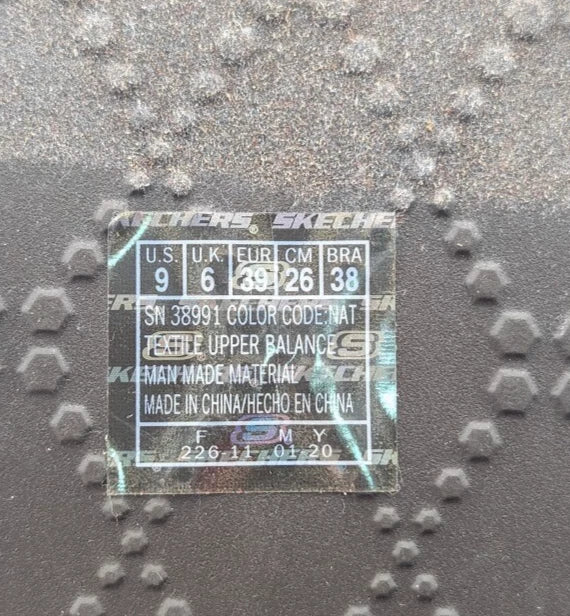 SKECHERS® SKECHE
U.S. U.K. EUR CM BRA
9 6 39 26 38
SN 38991 COLOR CODE:NAT
TEXTILE UPPER BALANCE
MAN MADE MATERIAL
MADE IN CHINA/HECHO EN CHINA
F M Y
226-11 01 20